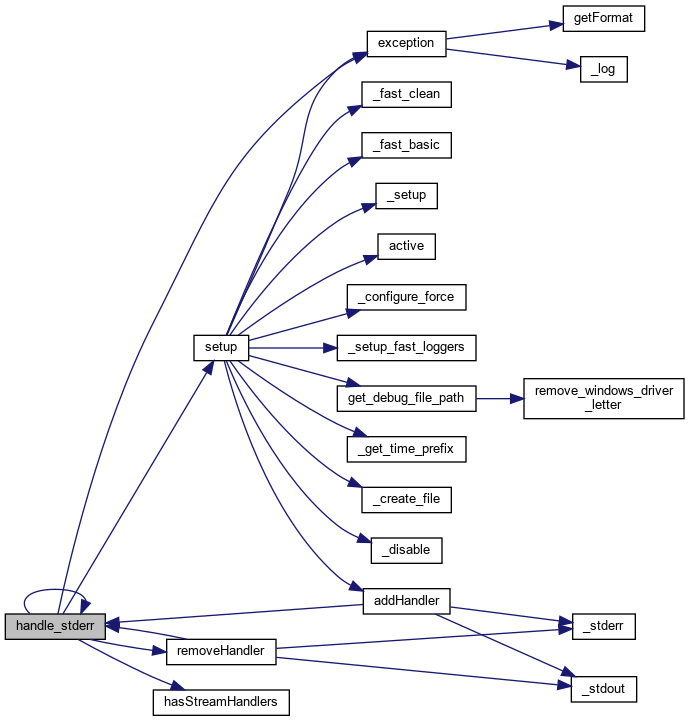 getFormat
exception
_log
_fast_clean
_fast_basic
_setup
active
_configure_force
setup
_setup_fast_loggers
get_debug_file_path
remove_windows_driver
_letter
_get_time_prefix
_create_file
_disable
addHandler
handle_stderr
_stderr
removeHandler
_stdout
hasStreamHandlers